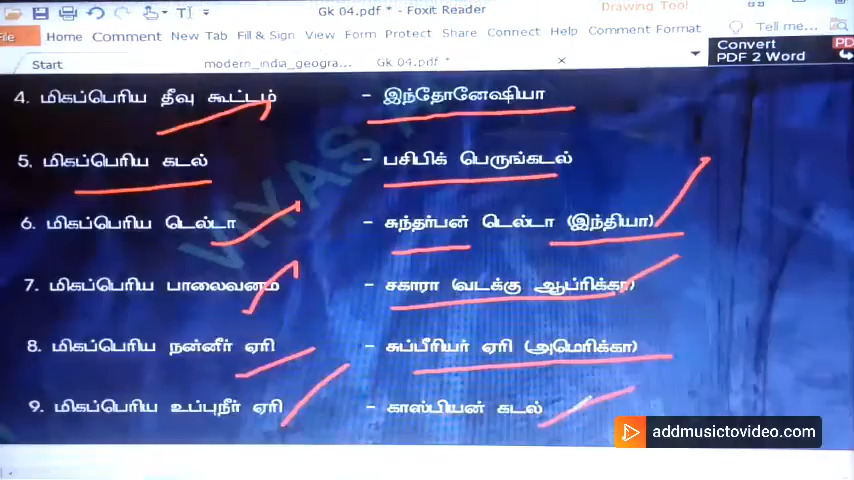 Gk 04.pdf * - Foxit Reader
Drawing Tool
File Home Comment New Tab Fill & Sign View Form Protect Share Connect Help Comment Format Tell me...
Start modern_india_geogra... Gk 04.pdf * Convert PDF 2 Word
4. மிகப்பெரிய தீவு கூட்டம் - இந்தோனேஷியா
5. மிகப்பெரிய கடல் - பசிபிக் பெருங்கடல்
6. மிகப்பெரிய டெல்டா - சுந்தர்பன் டெல்டா (இந்தியா)
7. மிகப்பெரிய பாலைவனம் - சகாரா (வடக்கு ஆப்ரிக்கா)
8. மிகப்பெரிய நன்னீர் ஏரி - சுப்பீரியர் ஏரி (அமெரிக்கா)
9. மிகப்பெரிய உப்புநீர் ஏரி - காஸ்பியன் கடல்
VIYAS
addmusictovideo.com